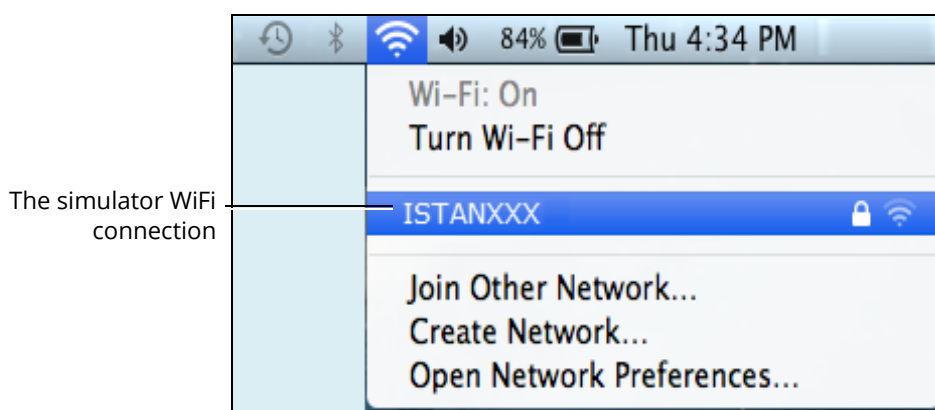 84% Thu 4:34 PM
Wi-Fi: On
Turn Wi-Fi Off
The simulator WiFi
connection
ISTANXXX
Join Other Network...
Create Network...
Open Network Preferences...